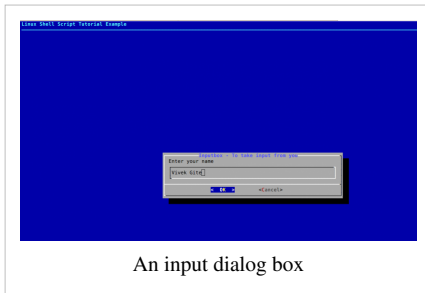 Linux Shell Script Tutorial Example
Inputbox - To take input from you
Enter your name
Vivek Gite
< OK >
<Cancel>
An input dialog box